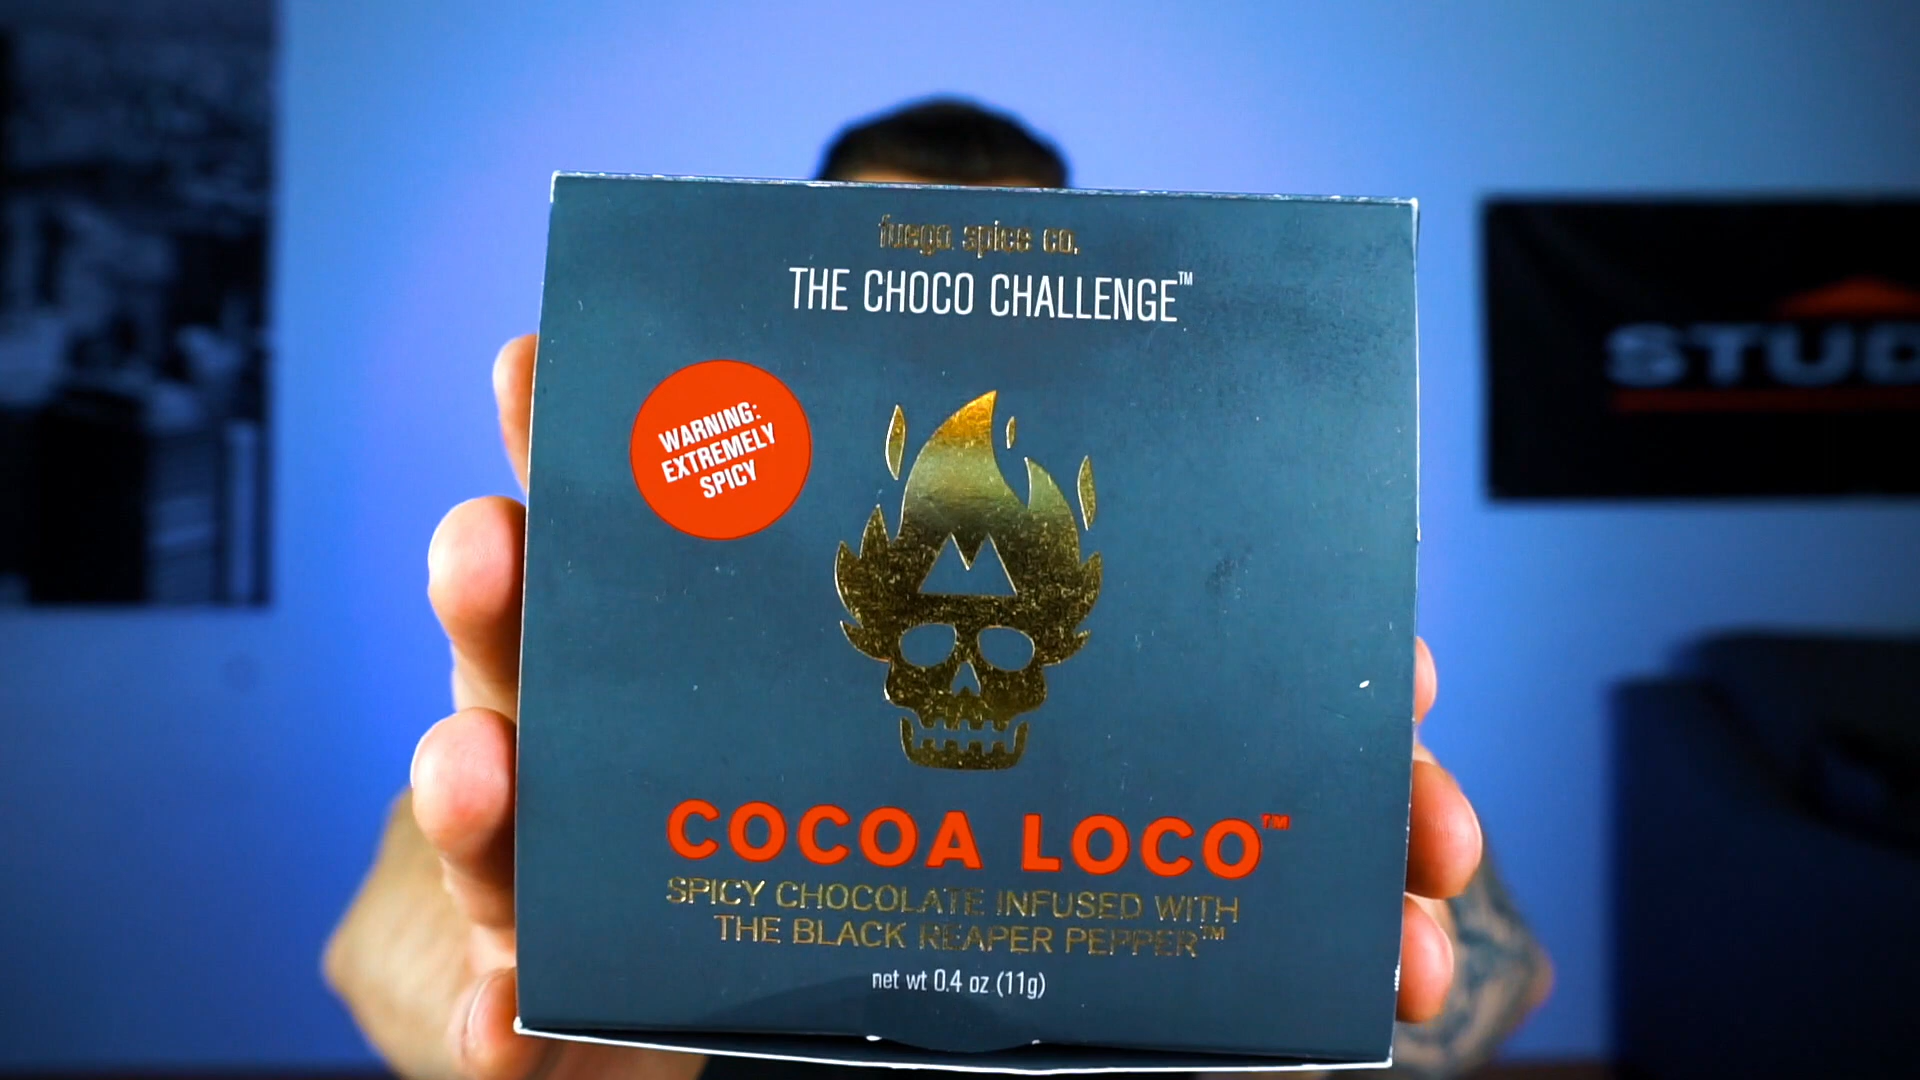 fuego spice co.
THE CHOCO CHALLENGE™
WARNING:
EXTREMELY
SPICY
COCOA LOCO™
SPICY CHOCOLATE INFUSED WITH
THE BLACK REAPER PEPPER™
net wt 0.4 oz (11g)
STUD